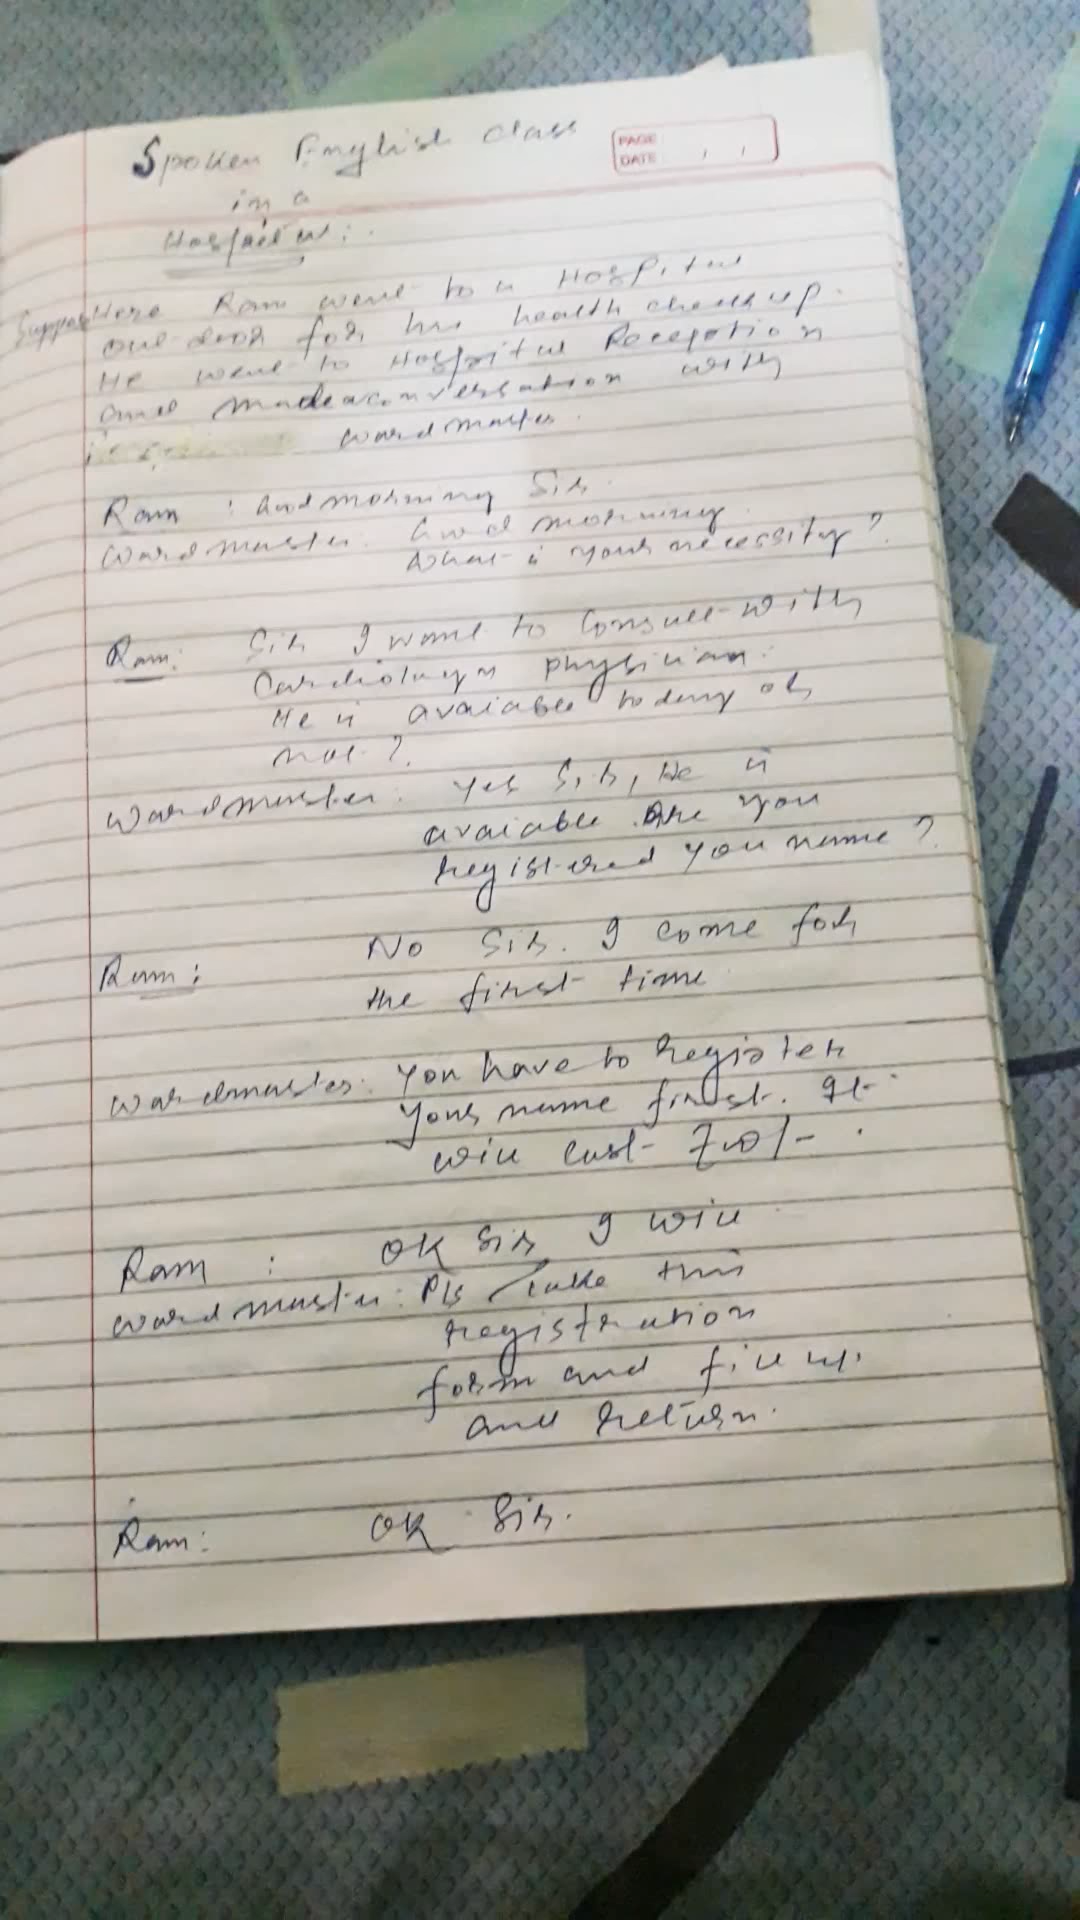 Spoken English class
PAGE
DATE
in a
Hospital :
Suppose Here Ram went to a Hospital
out door for his health check up.
He went to Hospital Reception
and made a conversation with
ward master.
Ram : Good morning Sir.
Ward master. Good morning.
What is your necessity?
Ram: Sir I want to Consult with
physician.
He is avaiable today or
not ?
Ward master: Yes Sir, He is
avaiable. Are you
registered you name ?
Ram: No Sir. I come for
the first time
Ward master. You have to register
your name first. It
will cost
Ram : OK Sir, I will
ward master: Pls take this
registration
form and fill up
and return.
Ram: OK Sir.